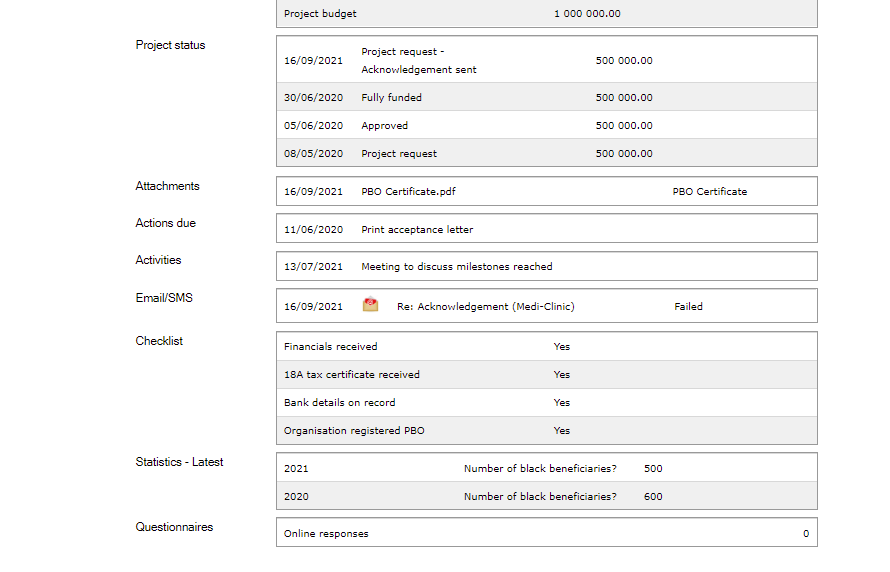 Project budget 1 000 000.00
Project status
16/09/2021 Project request - Acknowledgement sent 500 000.00
30/06/2020 Fully funded 500 000.00
05/06/2020 Approved 500 000.00
08/05/2020 Project request 500 000.00
Attachments
16/09/2021 PBO Certificate.pdf PBO Certificate
Actions due
11/06/2020 Print acceptance letter
Activities
13/07/2021 Meeting to discuss milestones reached
Email/SMS
16/09/2021 Re: Acknowledgement (Medi-Clinic) Failed
Checklist
Financials received Yes
18A tax certificate received Yes
Bank details on record Yes
Organisation registered PBO Yes
Statistics - Latest
2021 Number of black beneficiaries? 500
2020 Number of black beneficiaries? 600
Questionnaires
Online responses 0